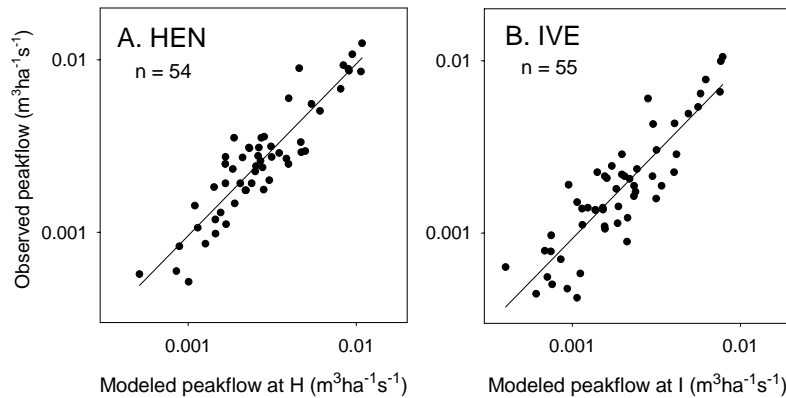 A. HEN
n = 54
B. IVE
n = 55
Observed peakflow (m³ha⁻¹s⁻¹)
0.01
0.001
0.01
0.001
0.001
0.01
0.001
0.01
Modeled peakflow at H (m³ha⁻¹s⁻¹)
Modeled peakflow at I (m³ha⁻¹s⁻¹)